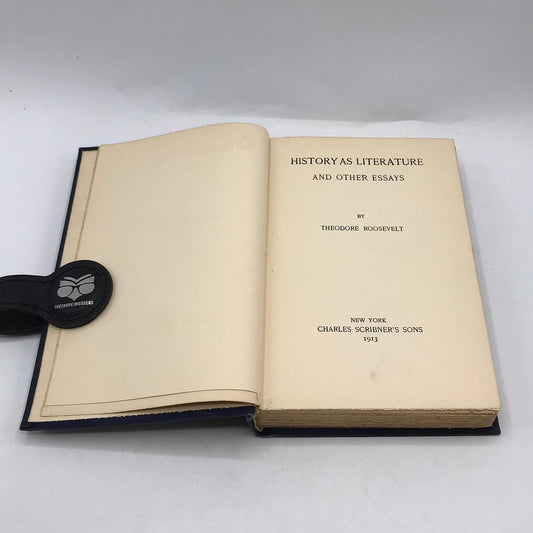 HISTORY AS LITERATURE
AND OTHER ESSAYS
BY
THEODORE ROOSEVELT
NEW YORK
CHARLES SCRIBNER'S SONS
1913